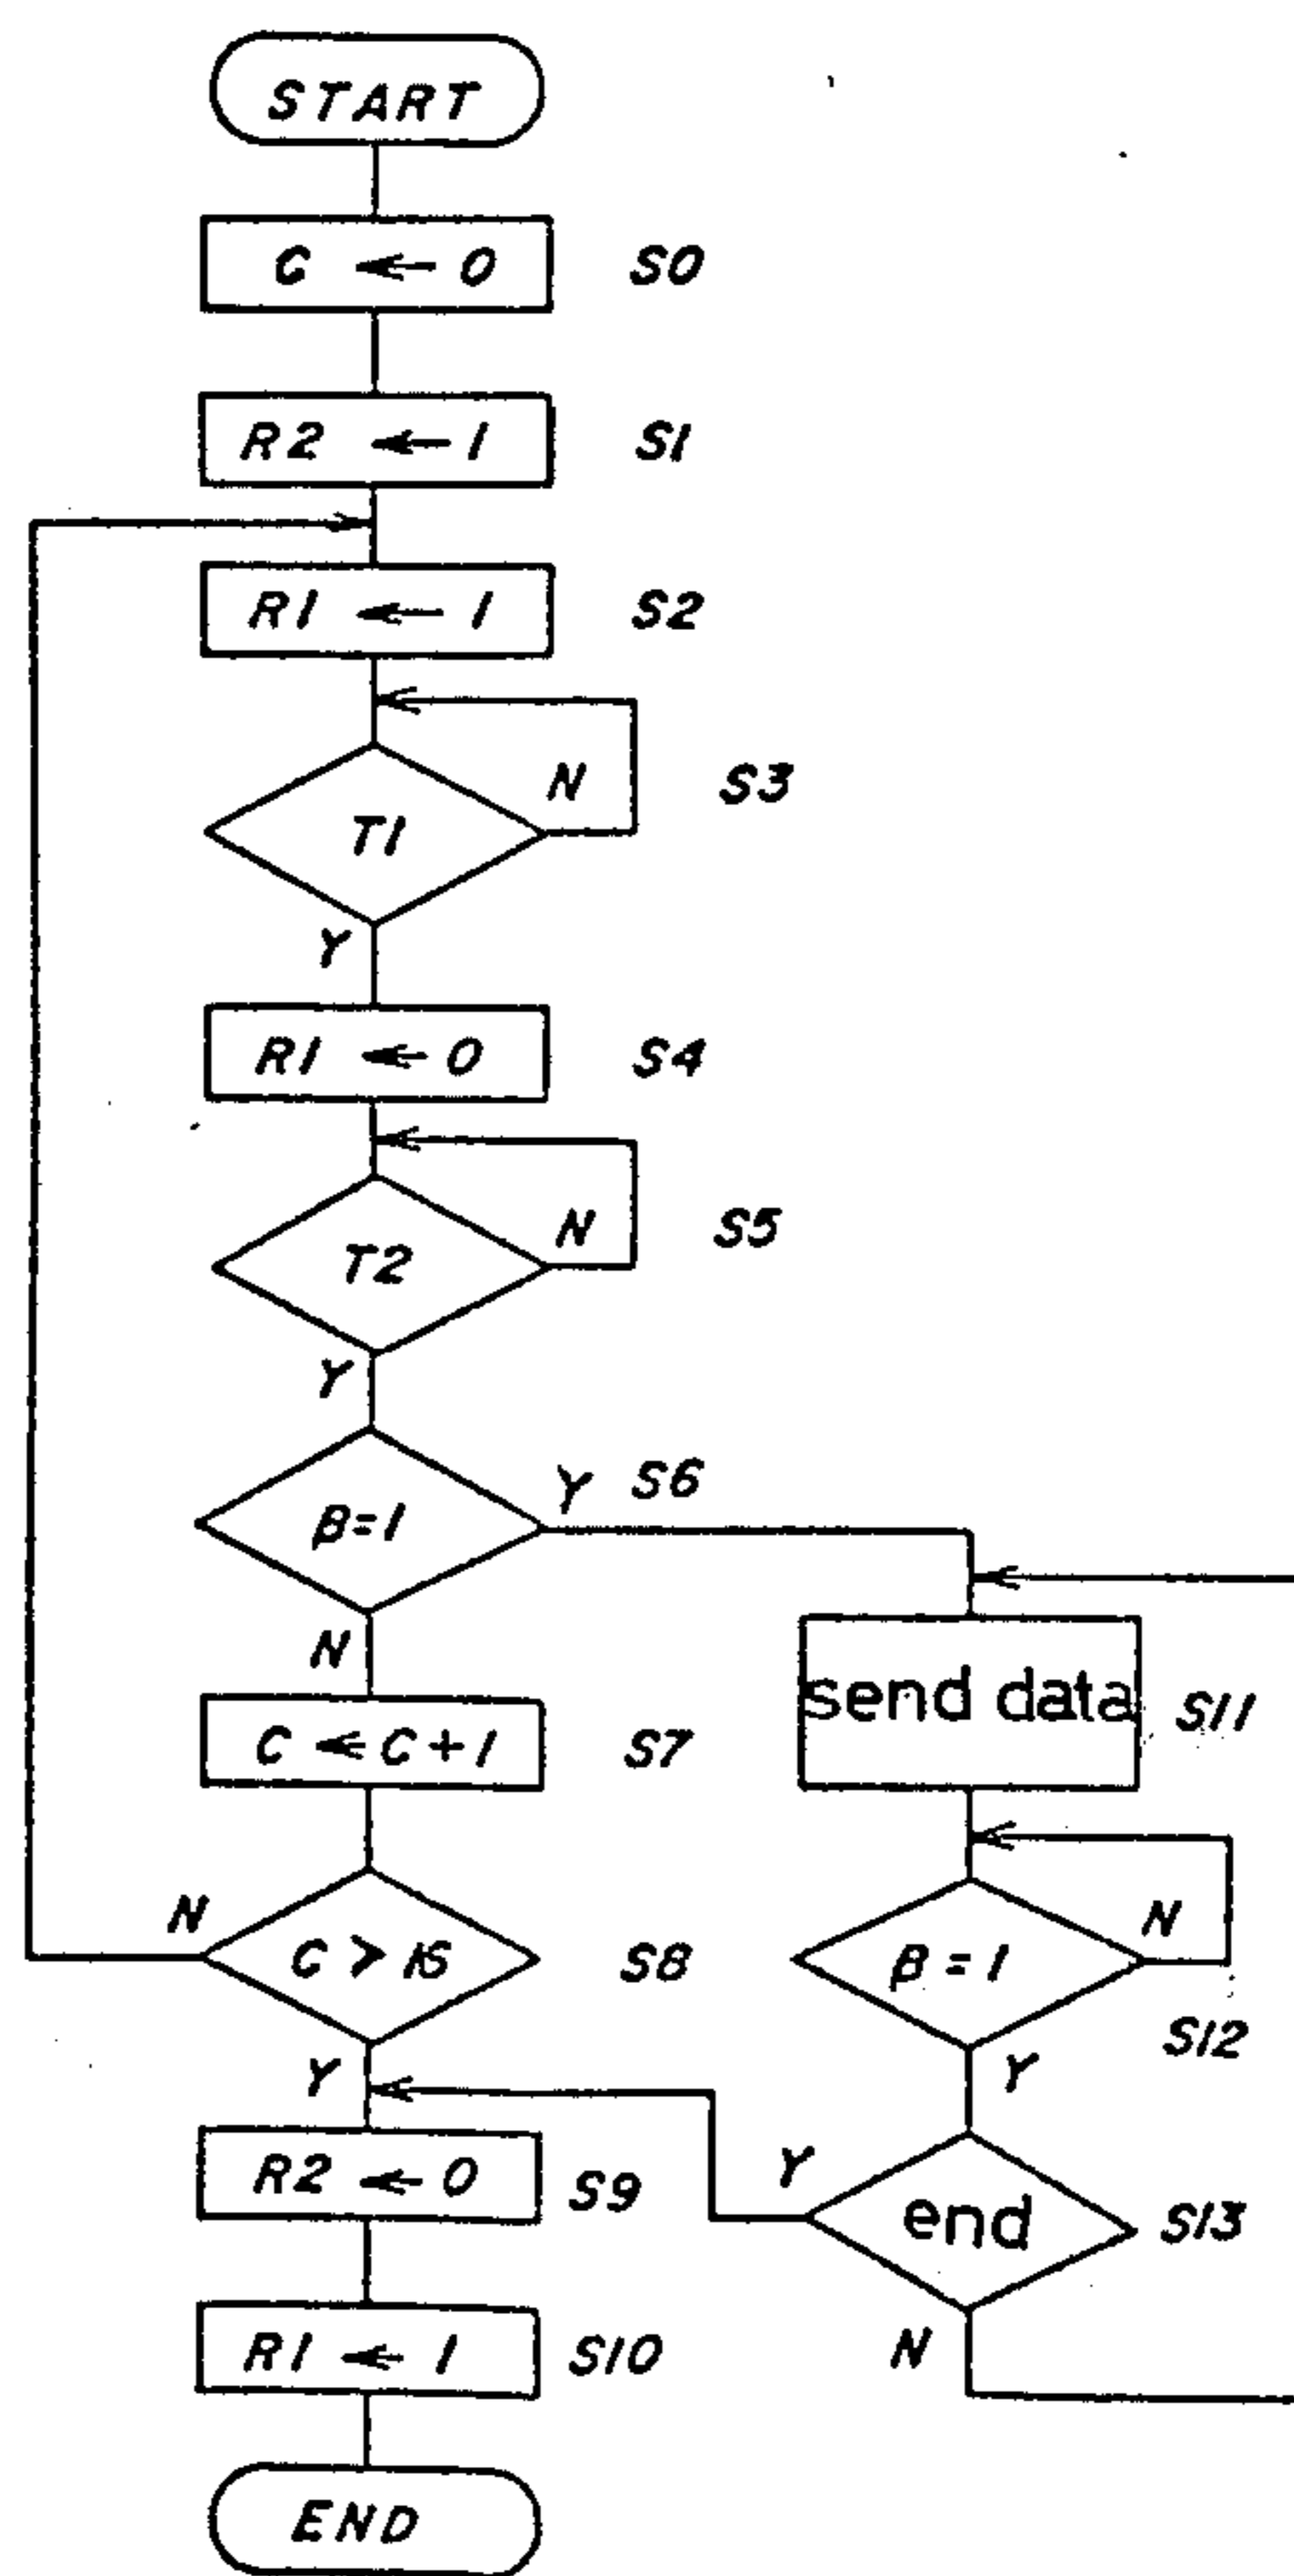 START
C ← 0 S0
R2 ← 1 S1
R1 ← 1 S2
N S3
T1
Y
R1 ← 0 S4
N S5
T2
Y
Y S6
β=1
N
send data S11
C ← C+1 S7
N
N
C > 15 S8
β = 1
S12
Y
Y
Y
R2 ← 0 S9
end S13
N
R1 ← 1 S10
END